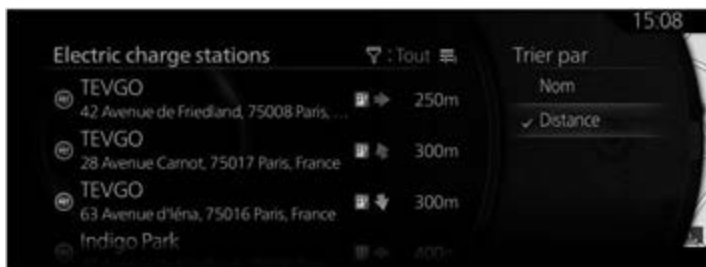 15:08
Electric charge stations : Tout
TEVGO
42 Avenue de Friedland, 75008 Paris, ...
250m
TEVGO
28 Avenue Carnot, 75017 Paris, France
300m
TEVGO
63 Avenue d'Iéna, 75016 Paris, France
300m
Indigo Park
400m
Trier par
Nom
Distance